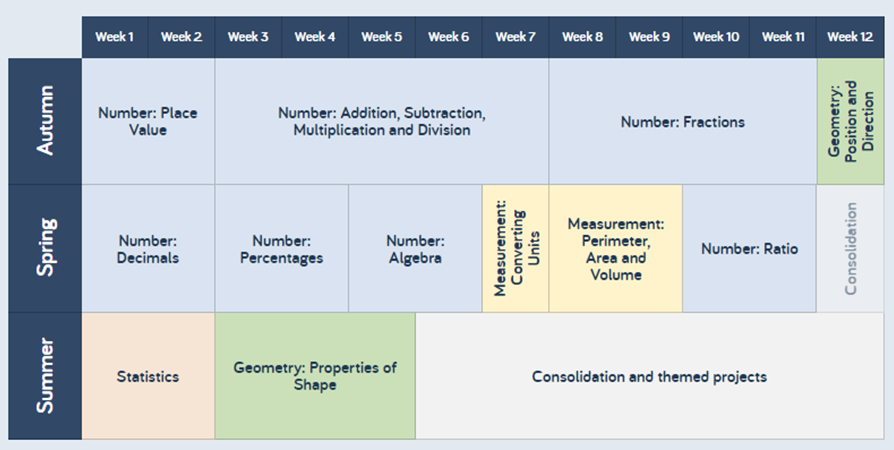 Week 1 Week 2 Week 3 Week 4 Week 5 Week 6 Week 7 Week 8 Week 9 Week 10 Week 11 Week 12
Autumn
Number: Place
Value
Number: Addition, Subtraction,
Multiplication and Division
Number: Fractions
Geometry:
Position and
Direction
Spring
Number:
Decimals
Number:
Percentages
Number:
Algebra
Measurement:
Converting
Units
Measurement:
Perimeter,
Area and
Volume
Number: Ratio
Consolidation
Summer
Statistics
Geometry: Properties of
Shape
Consolidation and themed projects